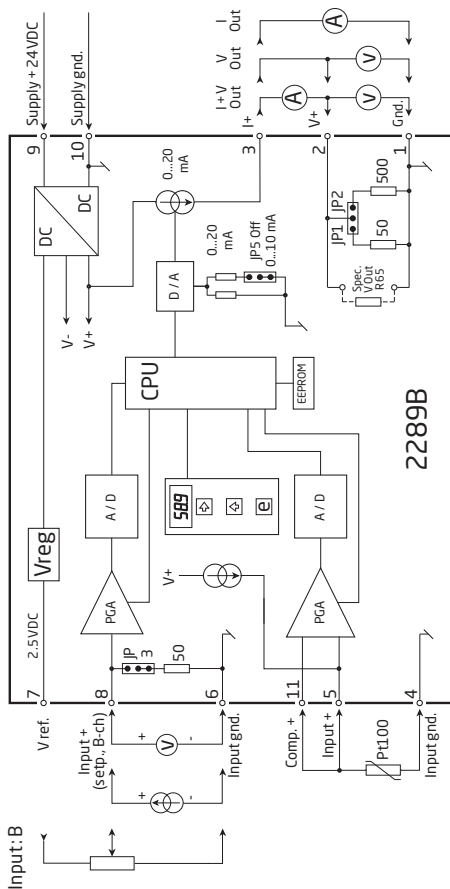 Input: B
V ref.
7
2.5VDC
Vreg
Input +
(setp., B-ch)
8
JP
3
50
+
-
V
+
-
Input gnd.
6
Comp. +
11
Input +
5
Pt100
Input gnd.
4
PGA
A / D
V+
PGA
A / D
589
e
CPU
EEPROM
V-
V+
DC
DC
D / A
0...20
mA
0...20
mA
JP5 Off
0...10 mA
9
Supply + 24VDC
10
Supply gnd.
3
I+
2
V+
1
Gnd.
Spec.
V Out
R65
JP1
JP2
50
500
I+V
Out
V
Out
I
Out
A
V
V
A
2289B